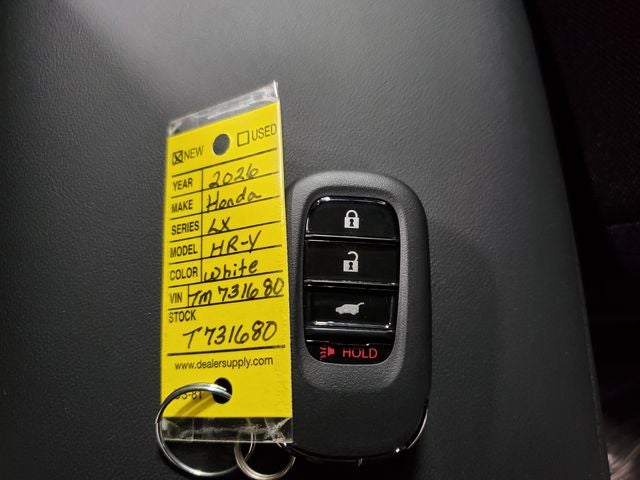 NEW USED
YEAR 2026
MAKE Honda
SERIES LX
MODEL HR-V
COLOR White
VIN TM731680
STOCK
T731680
www.dealersupply.com
HOLD